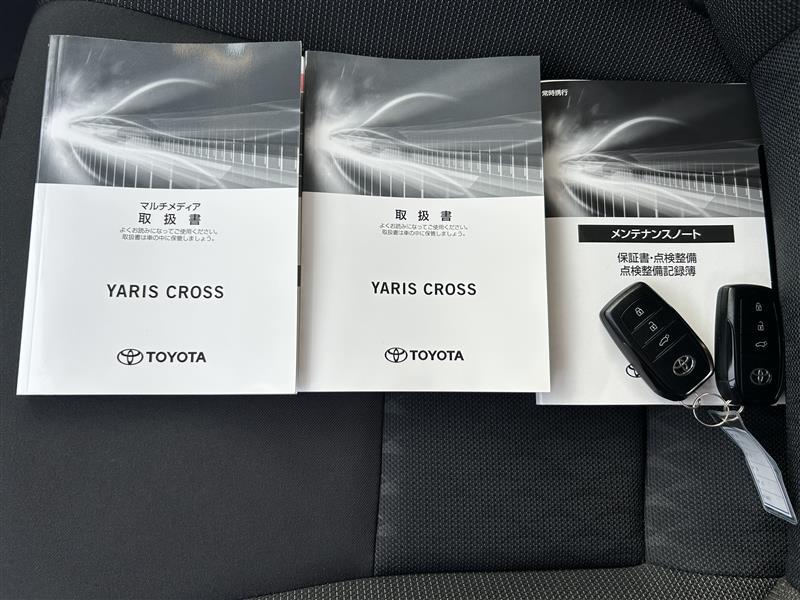 マルチメディア
取扱書
よくお読みになってご使用ください。
取扱書は車の中に保管しましょう。
YARIS CROSS
TOYOTA
取扱書
よくお読みになってご使用ください。
取扱書は車の中に保管しましょう。
YARIS CROSS
TOYOTA
常時携行
メンテナンスノート
保証書・点検整備
点検整備記録簿